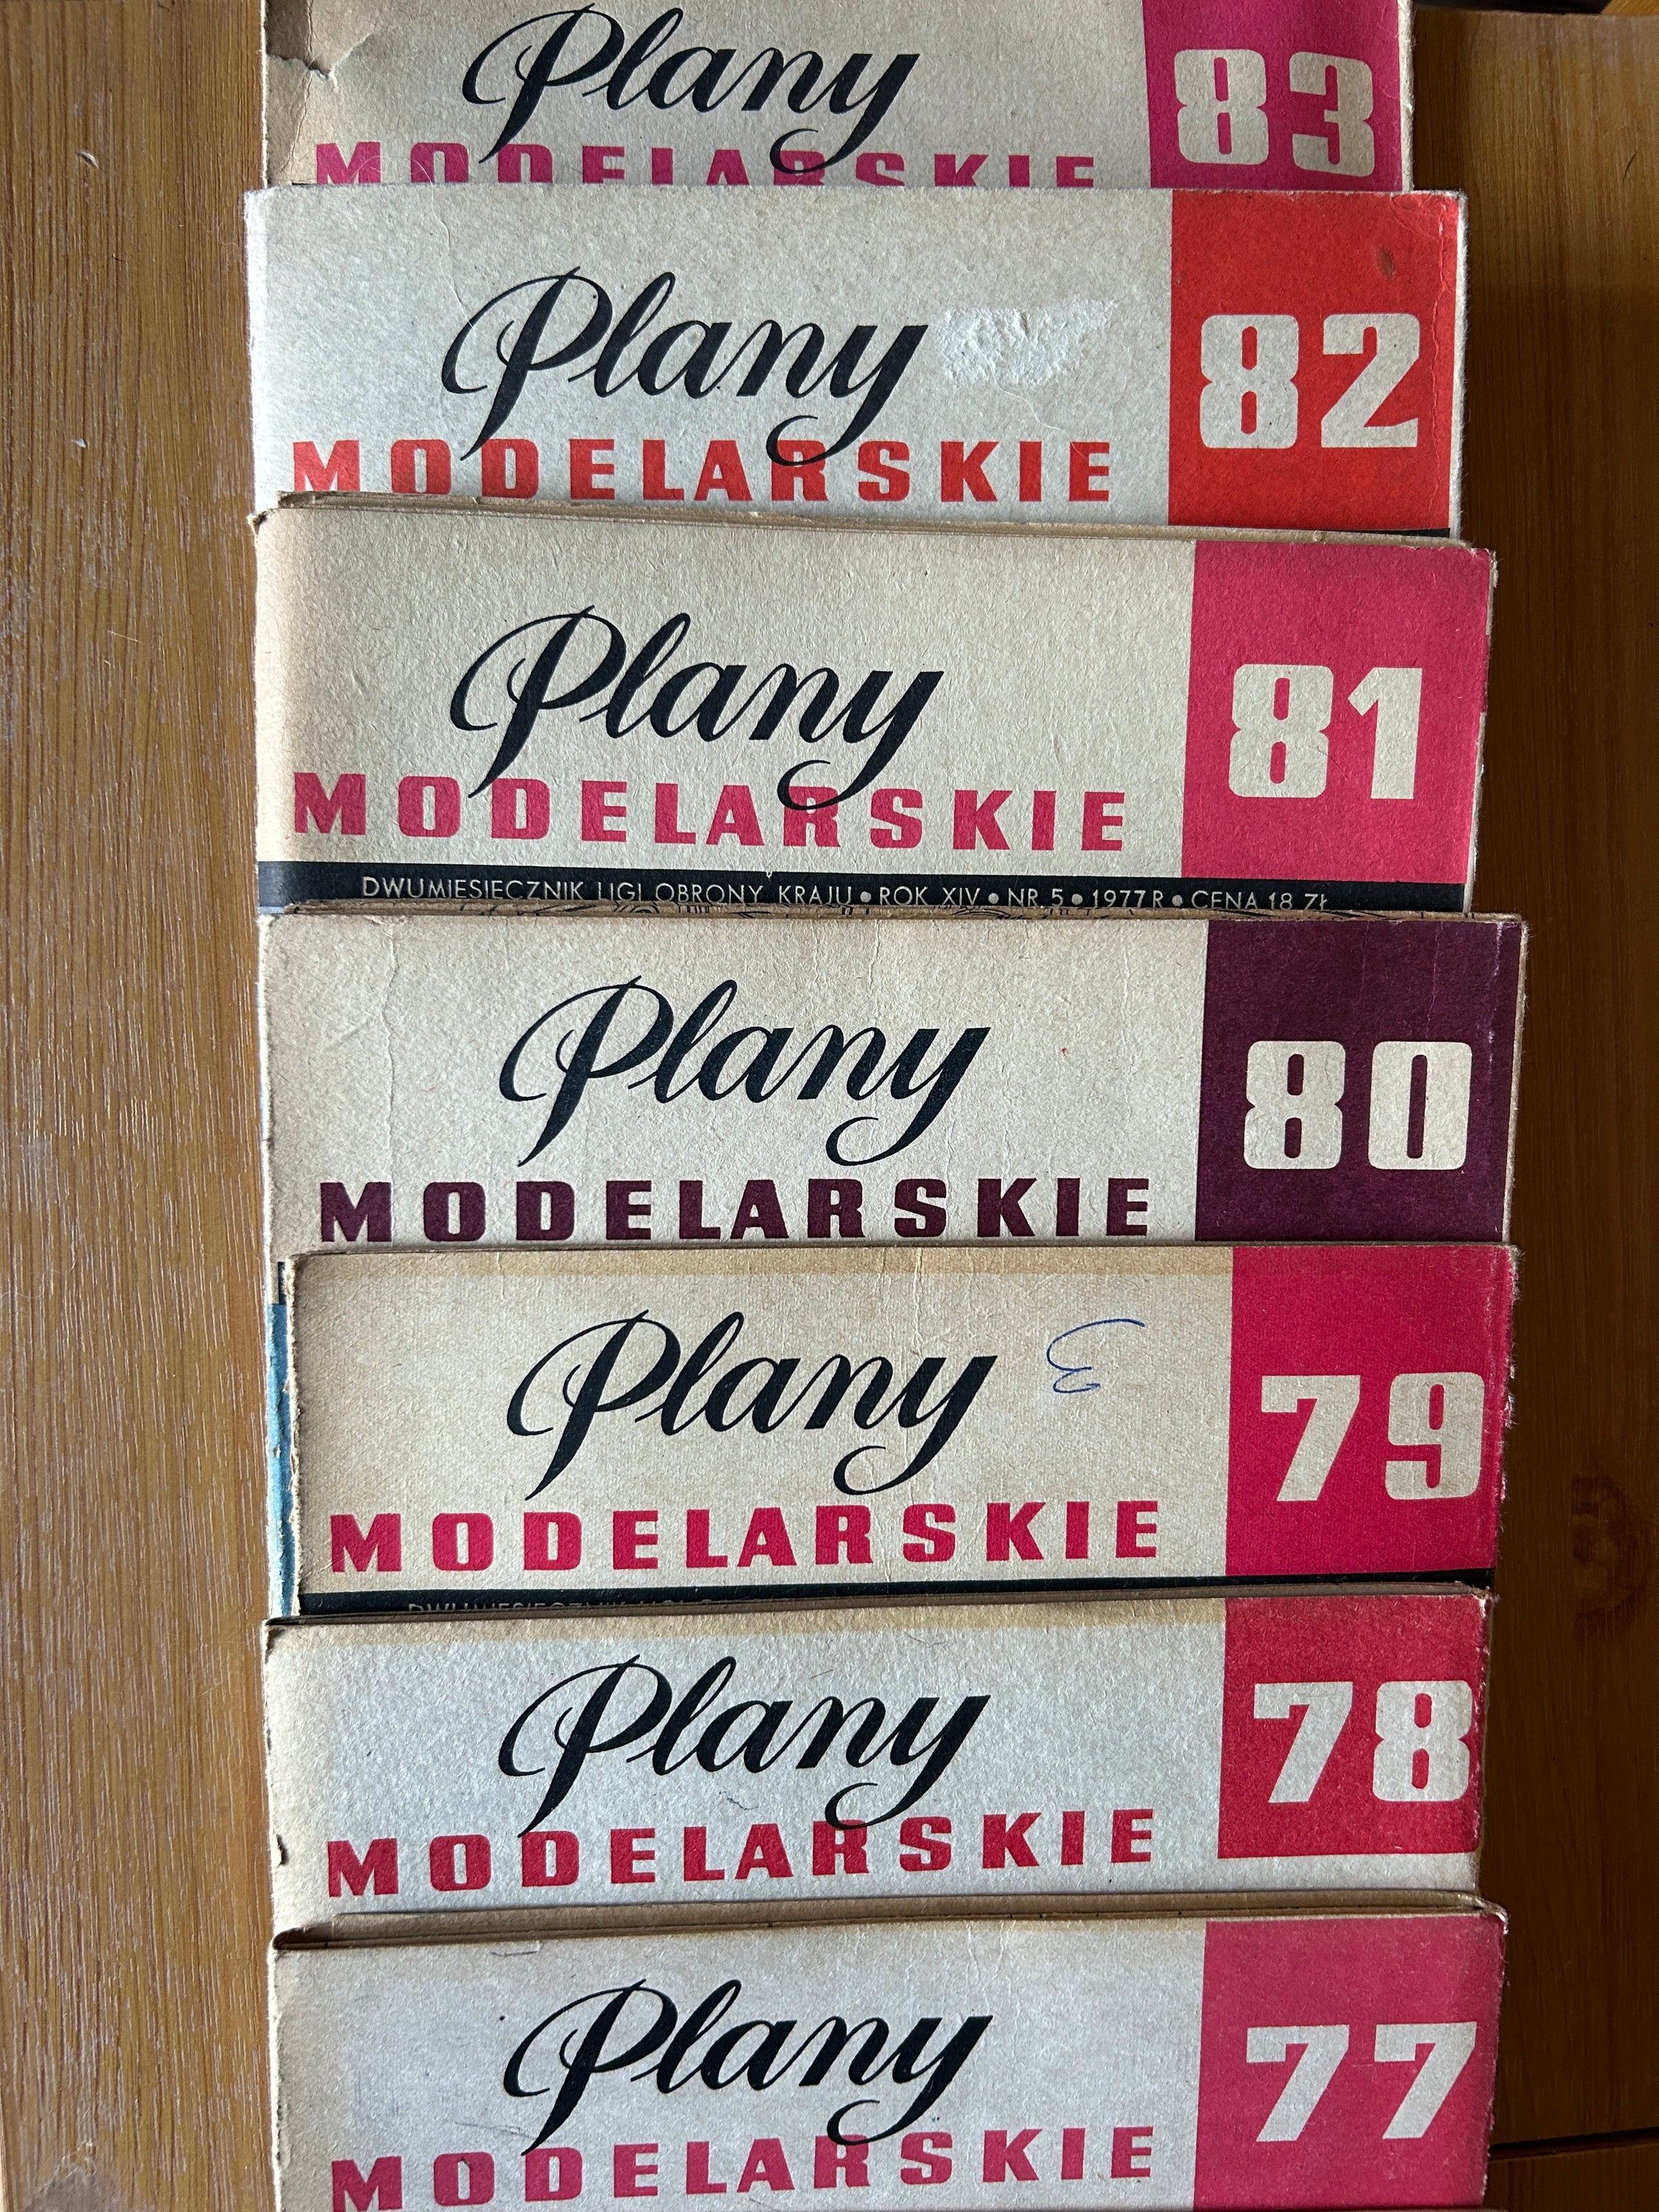 Plany
83
MODELARSKIE
Plany
82
MODELARSKIE
Plany
81
MODELARSKIE
DWUMIESIĘCZNIK LIGI OBRONY KRAJU • ROK XIV • NR 5 • 1977 R • CENA 18 ZŁ
Plany
80
MODELARSKIE
Plany
79
MODELARSKIE
Plany
78
MODELARSKIE
Plany
77
MODELARSKIE